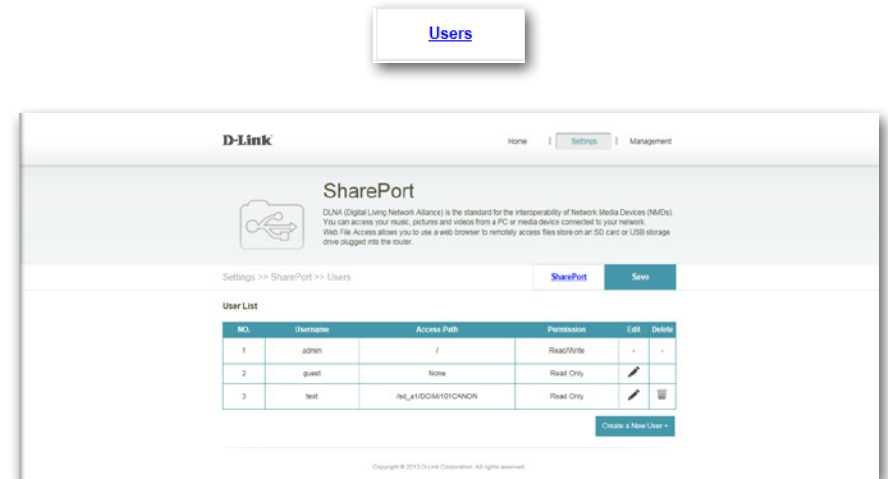 Users
D-Link
Home | Settings | Management
SharePort
DLNA (Digital Living Network Alliance) is the standard for the interoperability of Network Media Devices (NMDs).
You can access your music, pictures and videos from a PC or media device connected to your network.
Web File Access allows you to use a web browser to remotely access files store on an SD card or USB storage
drive plugged into the router.
Settings >> SharePort >> Users SharePort Save
User List
NO. Username Access Path Permission Edit Delete
1 admin / Read/Write - -
2 guest None Read Only
3 test /sd_a1/DCIM/101CANON Read Only
Create a New User +
Copyright © 2013 D-Link Corporation. All rights reserved.